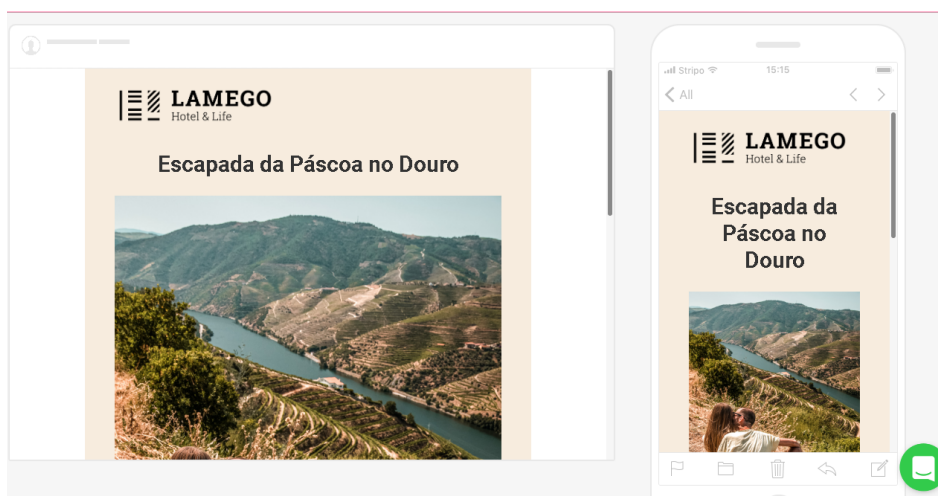 LAMEGO
Hotel & Life
Escapada da Páscoa no Douro
Stripo
15:15
All
LAMEGO
Hotel & Life
Escapada da
Páscoa no
Douro